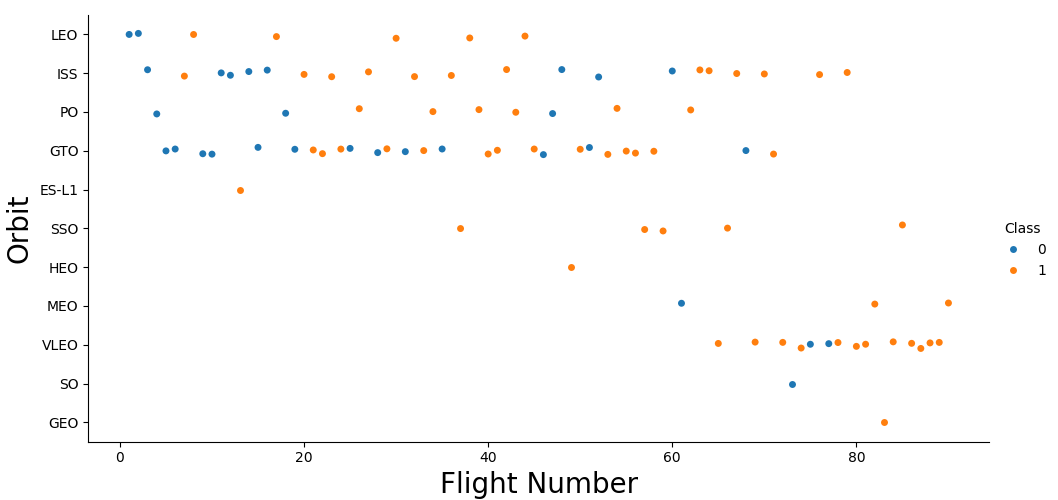 LEO
ISS
PO
GTO
ES-L1
SSO
HEO
MEO
VLEO
SO
GEO
Orbit
0
20
40
60
80
Flight Number
Class
0
1